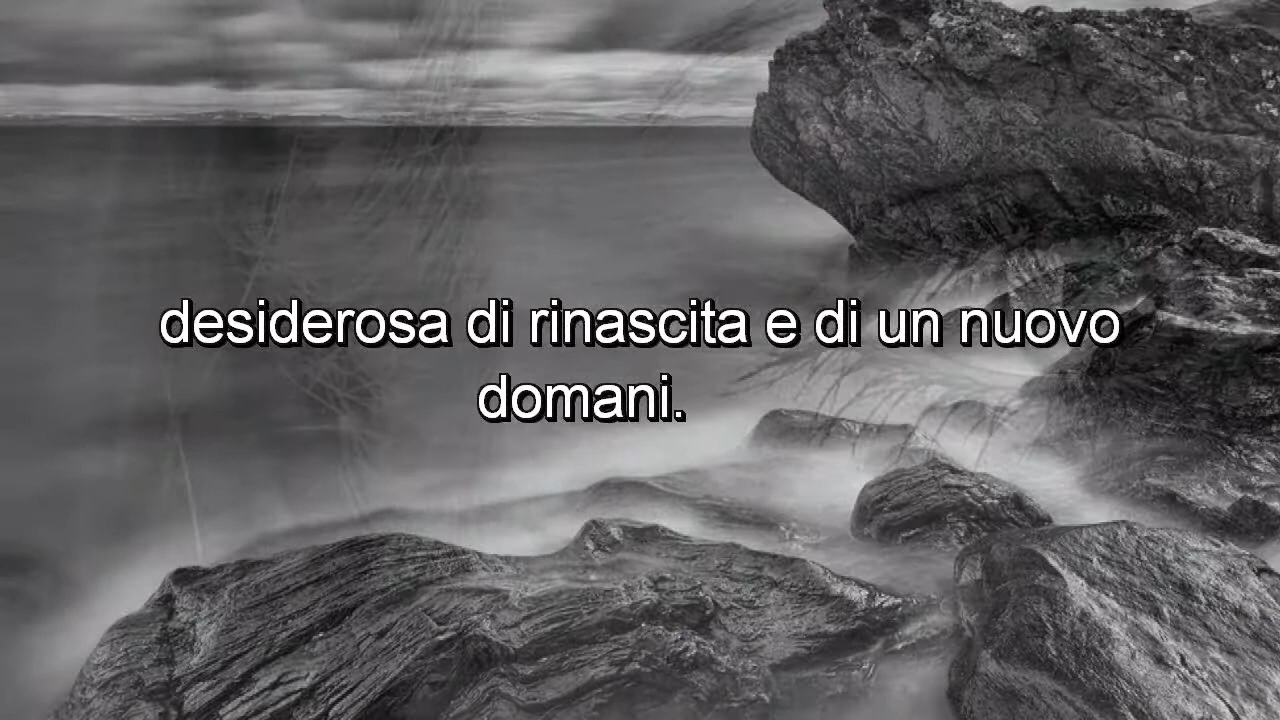 desiderosa di rinascita e di un nuovo
domani.